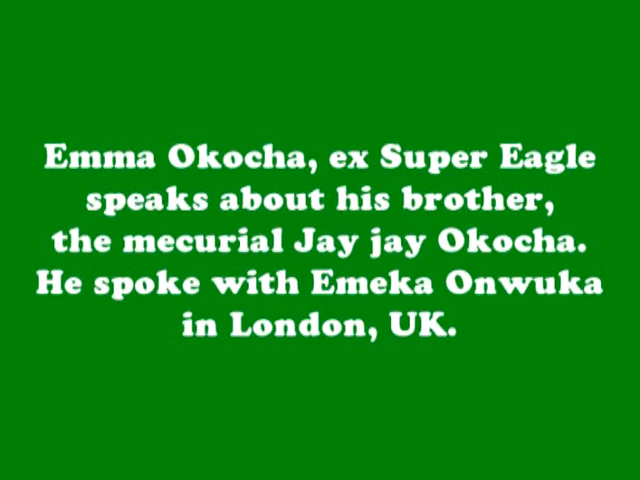 Emma Okocha, ex Super Eagle
speaks about his brother,
the mecurial Jay jay Okocha.
He spoke with Emeka Onwuka
in London, UK.